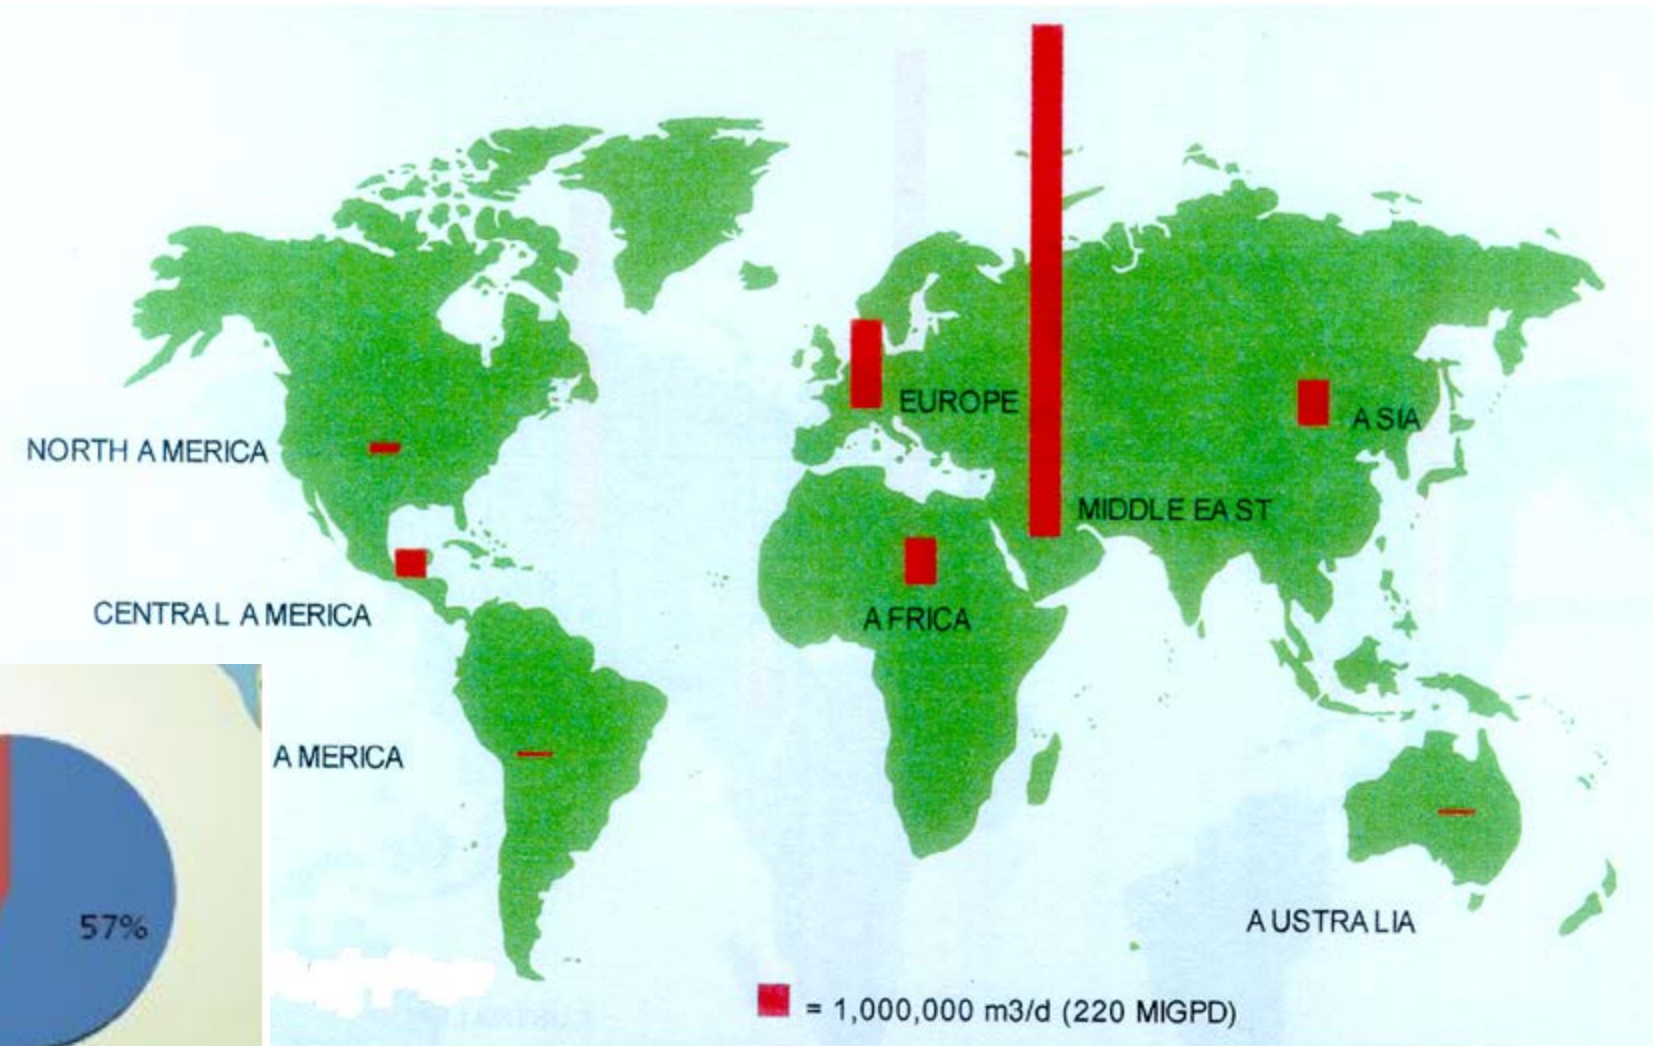 EUROPE
ASIA
NORTH AMERICA
MIDDLE EAST
CENTRAL AMERICA
AFRICA
AMERICA
57%
AUSTRALIA
= 1,000,000 m3/d (220 MIGPD)